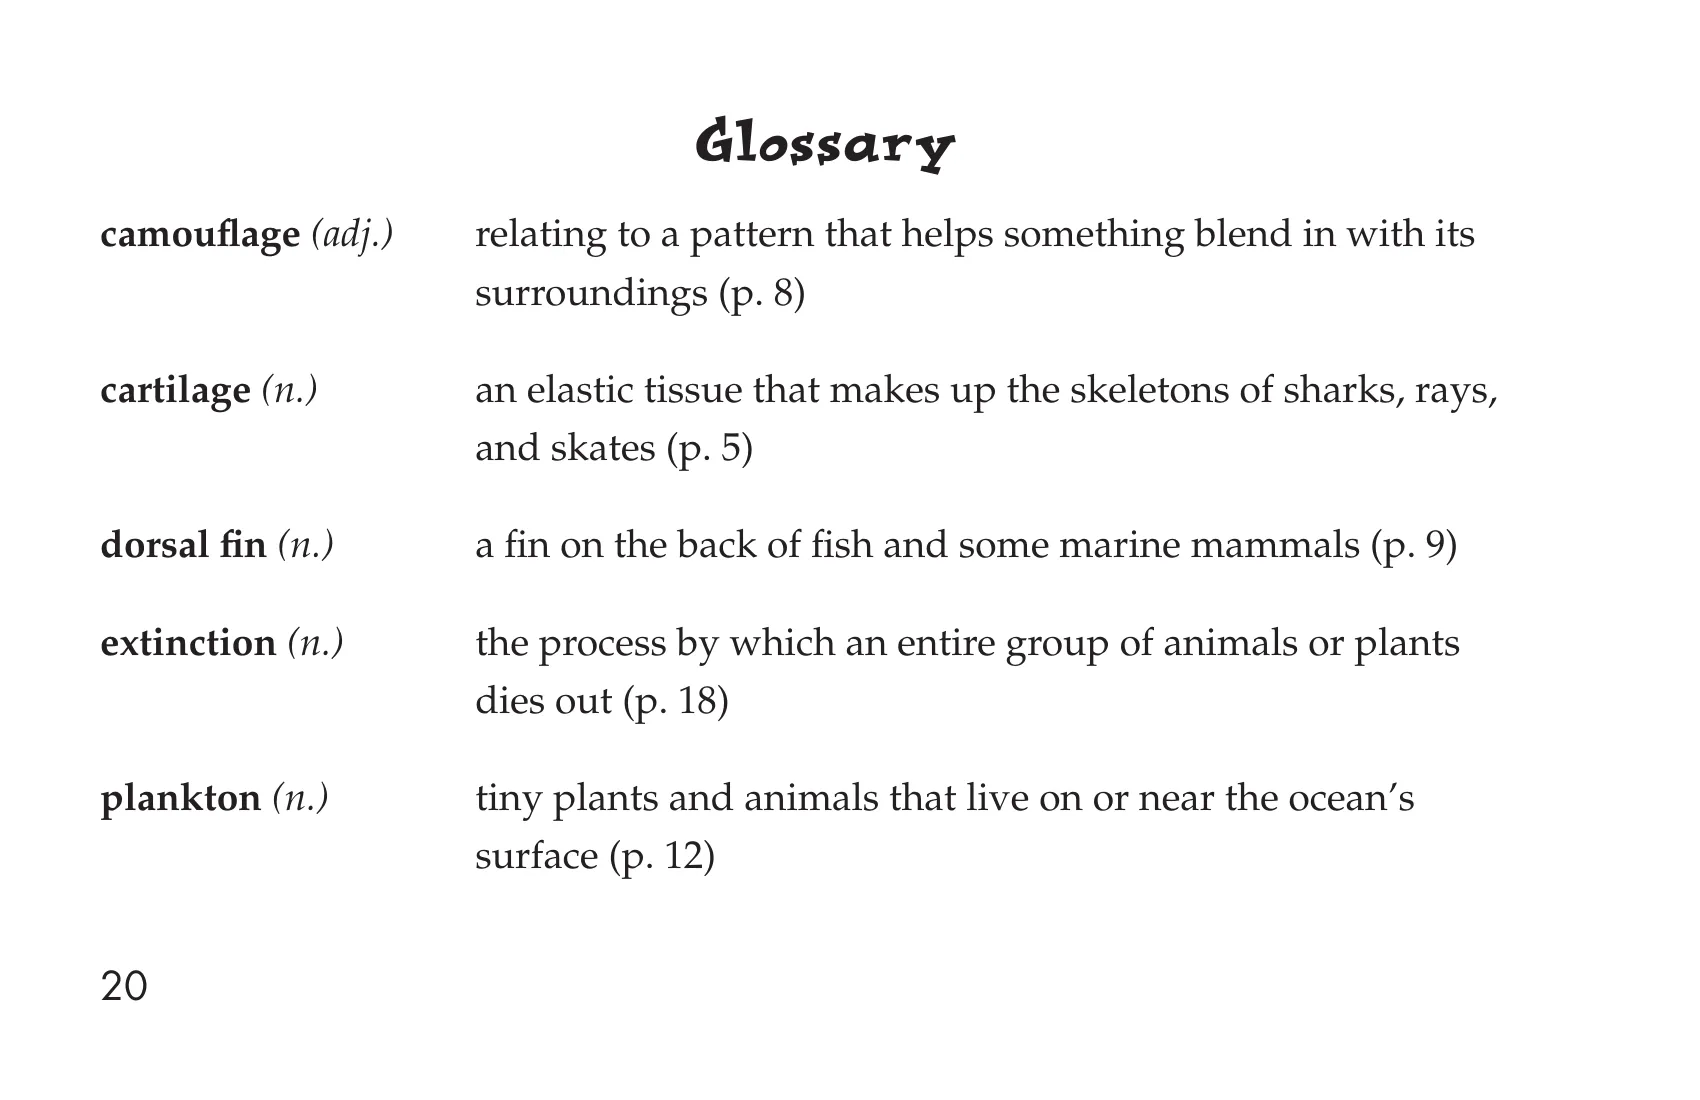 Glossary
camouflage (adj.) relating to a pattern that helps something blend in with its
surroundings (p. 8)
cartilage (n.) an elastic tissue that makes up the skeletons of sharks, rays,
and skates (p. 5)
dorsal fin (n.) a fin on the back of fish and some marine mammals (p. 9)
extinction (n.) the process by which an entire group of animals or plants
dies out (p. 18)
plankton (n.) tiny plants and animals that live on or near the ocean’s
surface (p. 12)
20